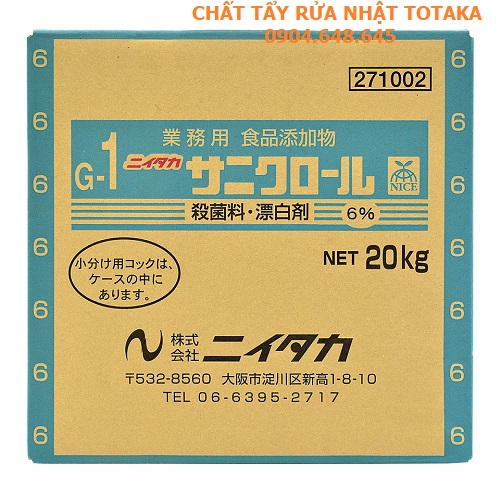 CHẤT TẨY RỬA NHẬT TOTAKA
0904.648.645
271002
業務用 食品添加物
G-1 ニイタカ サニクロール NICE
殺菌料・漂白剤 6%
NET 20kg
小分け用コックは、
ケースの中に
あります。
株式会社 ニイタカ
〒532-8560 大阪市淀川区新高1-8-10
TEL 06-6395-2717
6 6
6 6
6 6
6 6
6 6
6 6
6 6